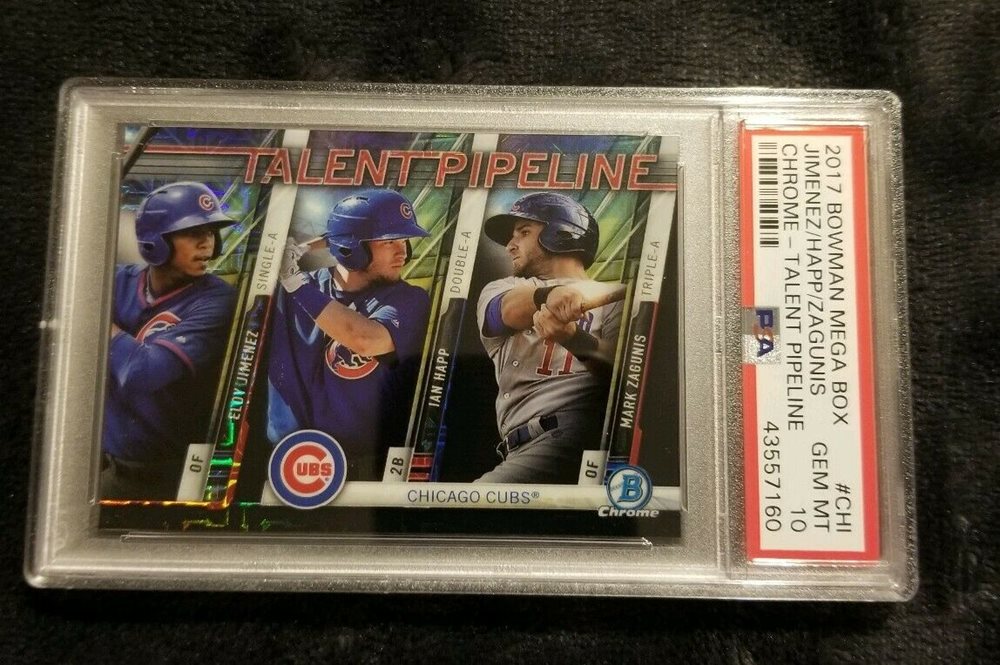 TALENT PIPELINE
SINGLE-A
ELOY JIMENEZ
OF
DOUBLE-A
IAN HAPP
2B
TRIPLE-A
MARK ZAGUNIS
OF
11
CUBS
CHICAGO CUBS®
B
Chrome
2017 BOWMAN MEGA BOX #CHI
JIMENEZ/HAPP/ZAGUNIS GEM MT
CHROME - TALENT PIPELINE 10
PSA 43557160